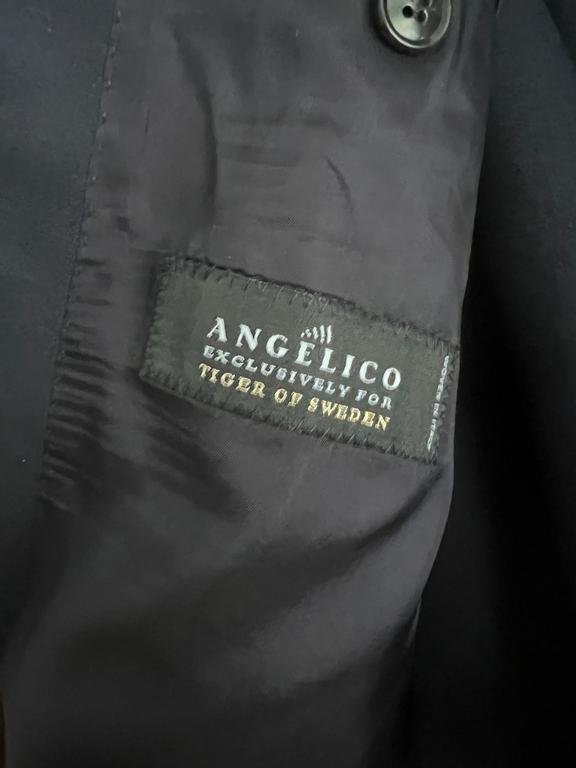 ANGELICO
EXCLUSIVELY FOR
TIGER OF SWEDEN